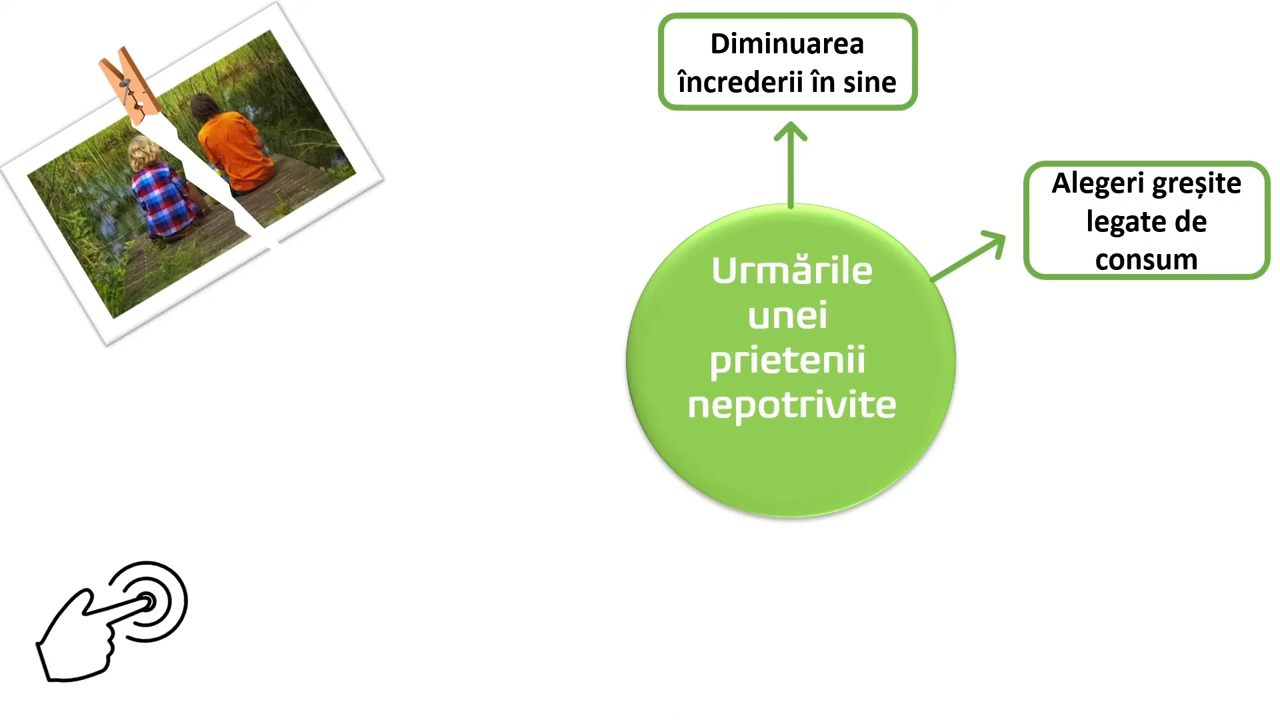 Diminuarea
încrederii în sine
Alegeri greșite
legate de
consum
Urmările
unei
prietenii
nepotrivite